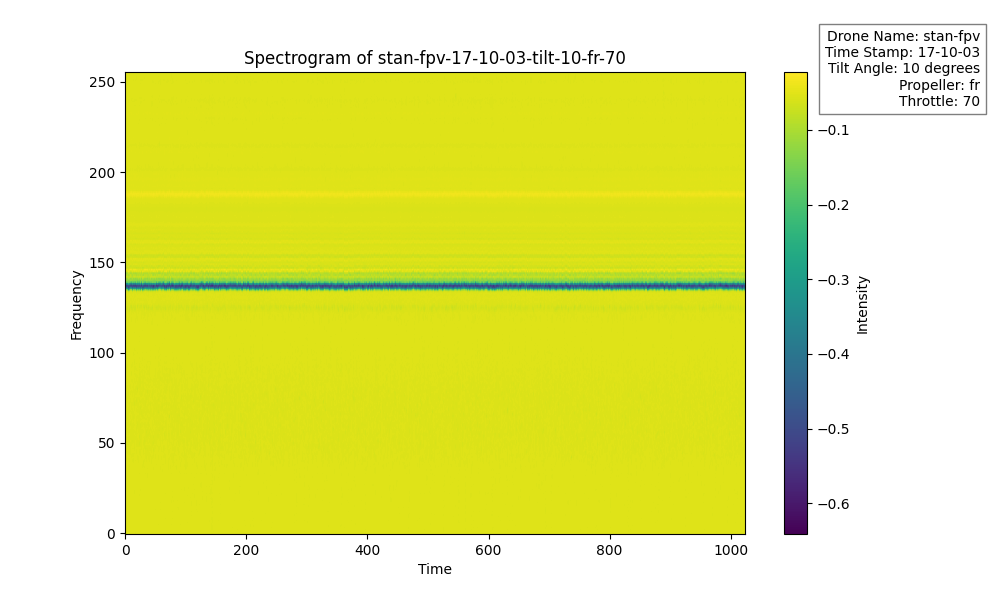 Spectrogram of stan-fpv-17-10-03-tilt-10-fr-70
Drone Name: stan-fpv
Time Stamp: 17-10-03
Tilt Angle: 10 degrees
Propeller: fr
Throttle: 70
250
200
150
100
50
0
Frequency
0
200
400
600
800
1000
Time
−0.1
−0.2
−0.3
−0.4
−0.5
−0.6
Intensity